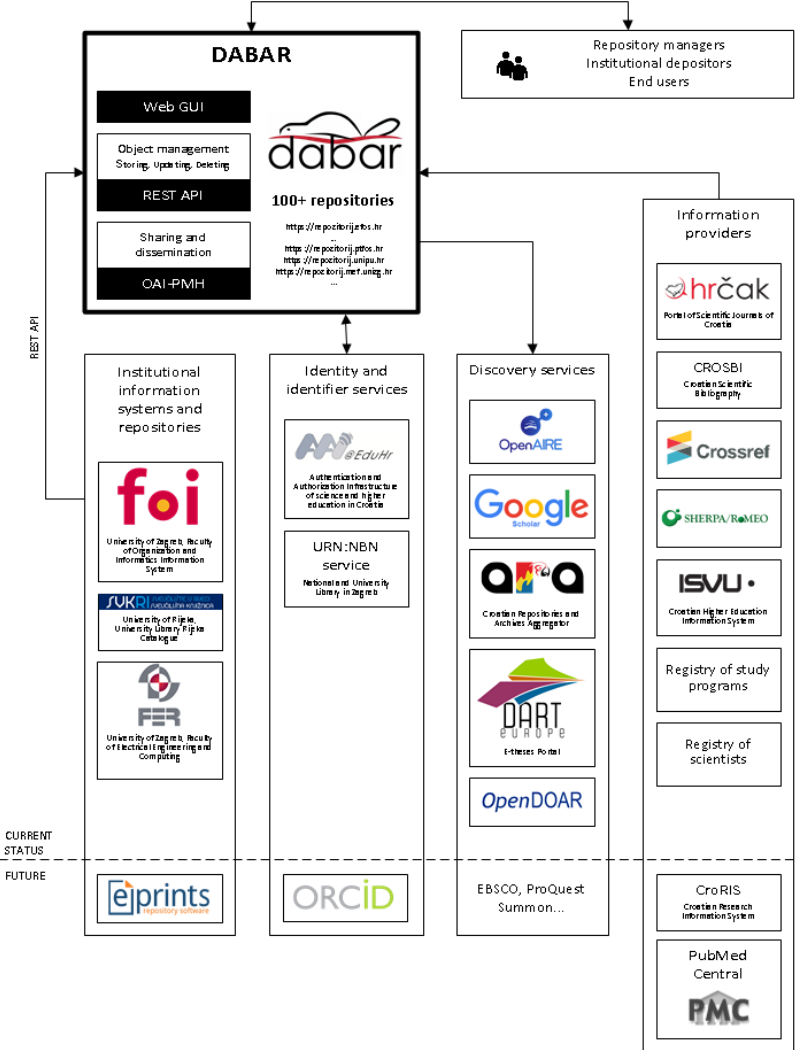 DABAR
Web GUI
Object management
Storing, Updating, Deleting
REST API
Sharing and
dissemination
OAI-PMH
dabar
100+ repositories
https://repozitorij.efos.hr
...
https://repozitorij.ptfos.hr
https://repozitorij.unipu.hr
https://repozitorij.mef.unizg.hr
...
Repository managers
Institutional depositors
End users
REST API
Institutional
information
systems and
repositories
foi
University of Zagreb, Faculty
of Organization and
Informatics Information
System
SVKRI
University of Rijeka,
University Library Rijeka
Catalogue
FER
University of Zagreb, Faculty
of Electrical Engineering and
Computing
Identity and
identifier services
AAI
@EduHr
Authentication and
Authorization Infrastructure
of science and higher
education in Croatia
URN:NBN
service
National and University
Library in Zagreb
Discovery services
OpenAIRE
Google
Scholar
ara
Croatian Repositories and
Archives Aggregator
DART
europe
E-theses Portal
OpenDOAR
Information
providers
hrčak
Portal of Scientific Journals of
Croatia
CROSBI
Croatian Scientific
Bibliography
Crossref
SHERPA/RoMEO
ISVU
Croatian Higher Education
Information System
Registry of study
programs
Registry of
scientists
CURRENT
STATUS
FUTURE
eprints
repository software
ORCID
EBSCO, ProQuest
Summon...
CroRIS
Croatian Research
Information System
PubMed
Central
PMC